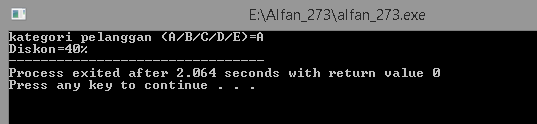 E:\Alfan_273\alfan_273.exe
kategori pelanggan (A/B/C/D/E)=A
Diskon=40%
--------------------------------
Process exited after 2.064 seconds with return value 0
Press any key to continue . . .